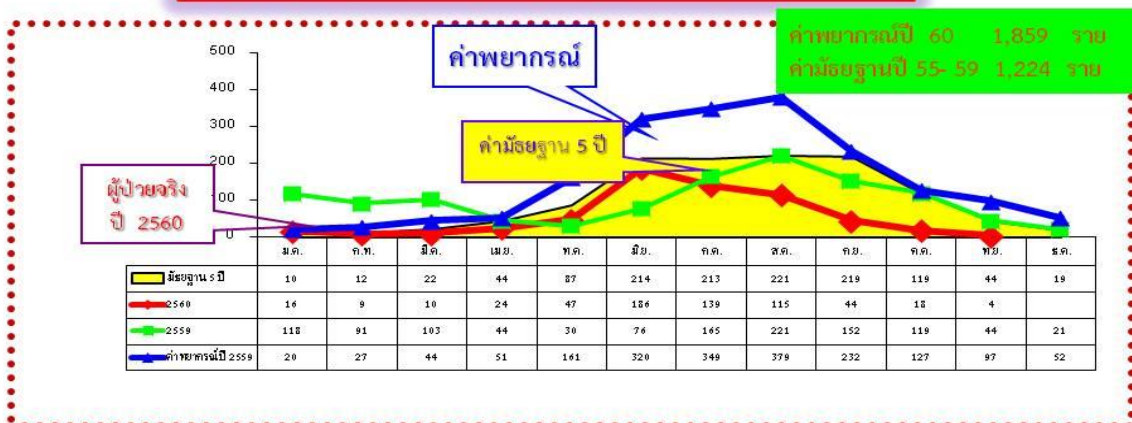 ค่าพยากรณ์ปี 60 1,859 ราย
ค่ามัธยฐานปี 55- 59 1,224 ราย
ค่าพยากรณ์
ค่ามัธยฐาน 5 ปี
ผู้ป่วยจริง
ปี 2560
500
400
300
200
100
0
ม.ค. ก.พ. มี.ค. เม.ย. พ.ค. มิ.ย. ก.ค. ส.ค. ก.ย. ต.ค. พ.ย. ธ.ค.
มัธยฐาน 5 ปี 10 12 22 44 87 214 213 221 219 119 44 19
2560 16 9 10 24 47 186 139 115 44 18 4
2559 118 91 103 44 30 76 165 221 152 119 44 21
ค่าพยากรณ์ปี 2559 20 27 44 51 161 320 349 379 232 127 97 52